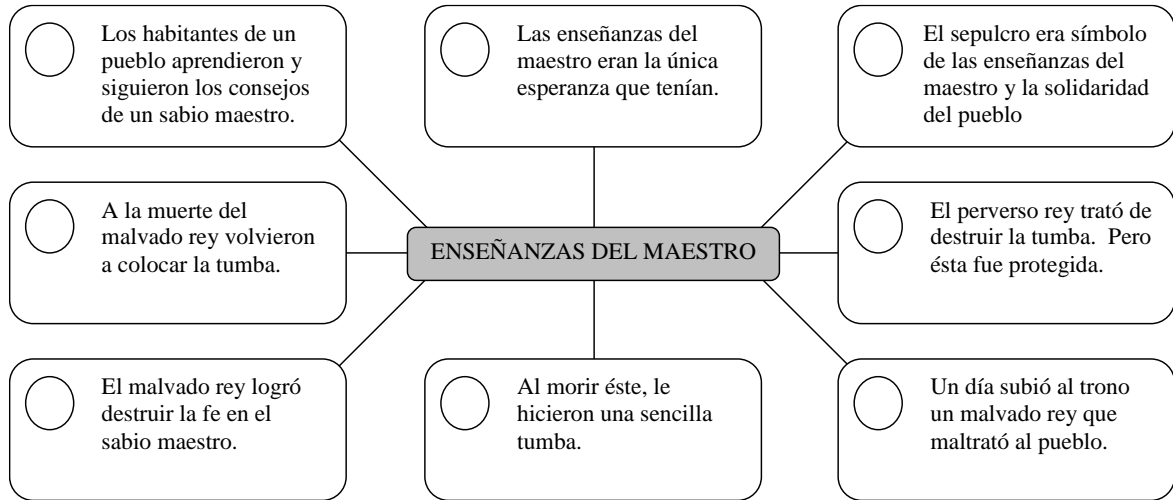 Los habitantes de un
pueblo aprendieron y
siguieron los consejos
de un sabio maestro.
Las enseñanzas del
maestro eran la única
esperanza que tenían.
El sepulcro era símbolo
de las enseñanzas del
maestro y la solidaridad
del pueblo
A la muerte del
malvado rey volvieron
a colocar la tumba.
ENSEÑANZAS DEL MAESTRO
El perverso rey trató de
destruir la tumba.  Pero
ésta fue protegida.
El malvado rey logró
destruir la fe en el
sabio maestro.
Al morir éste, le
hicieron una sencilla
tumba.
Un día subió al trono
un malvado rey que
maltrató al pueblo.